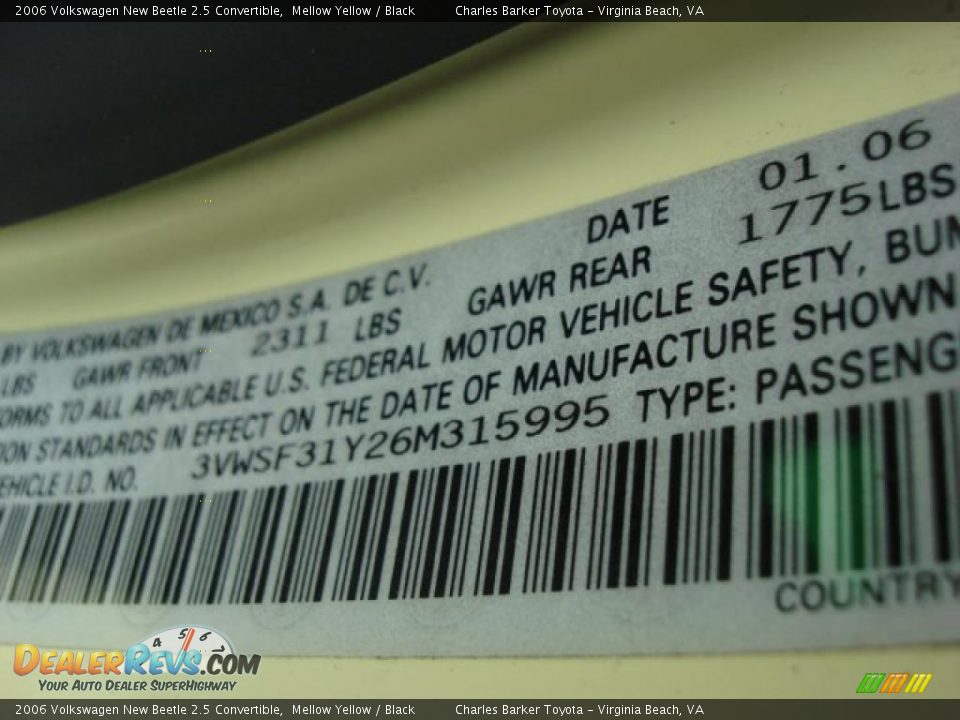 2006 Volkswagen New Beetle 2.5 Convertible,  Mellow Yellow / Black          Charles Barker Toyota - Virginia Beach, VA
BY VOLKSWAGEN DE MEXICO S.A. DE C.V.   DATE   01.06
LBS   GAWR FRONT   2311 LBS   GAWR REAR   1775LBS
ORMS TO ALL APPLICABLE U.S. FEDERAL MOTOR VEHICLE SAFETY, BUM
ION STANDARDS IN EFFECT ON THE DATE OF MANUFACTURE SHOWN
EHICLE I.D. NO.   3VWSF31Y26M315995   TYPE: PASSENG
COUNTRY
DEALERREVS.COM
4 5 6
YOUR AUTO DEALER SUPERHIGHWAY
2006 Volkswagen New Beetle 2.5 Convertible,  Mellow Yellow / Black          Charles Barker Toyota - Virginia Beach, VA